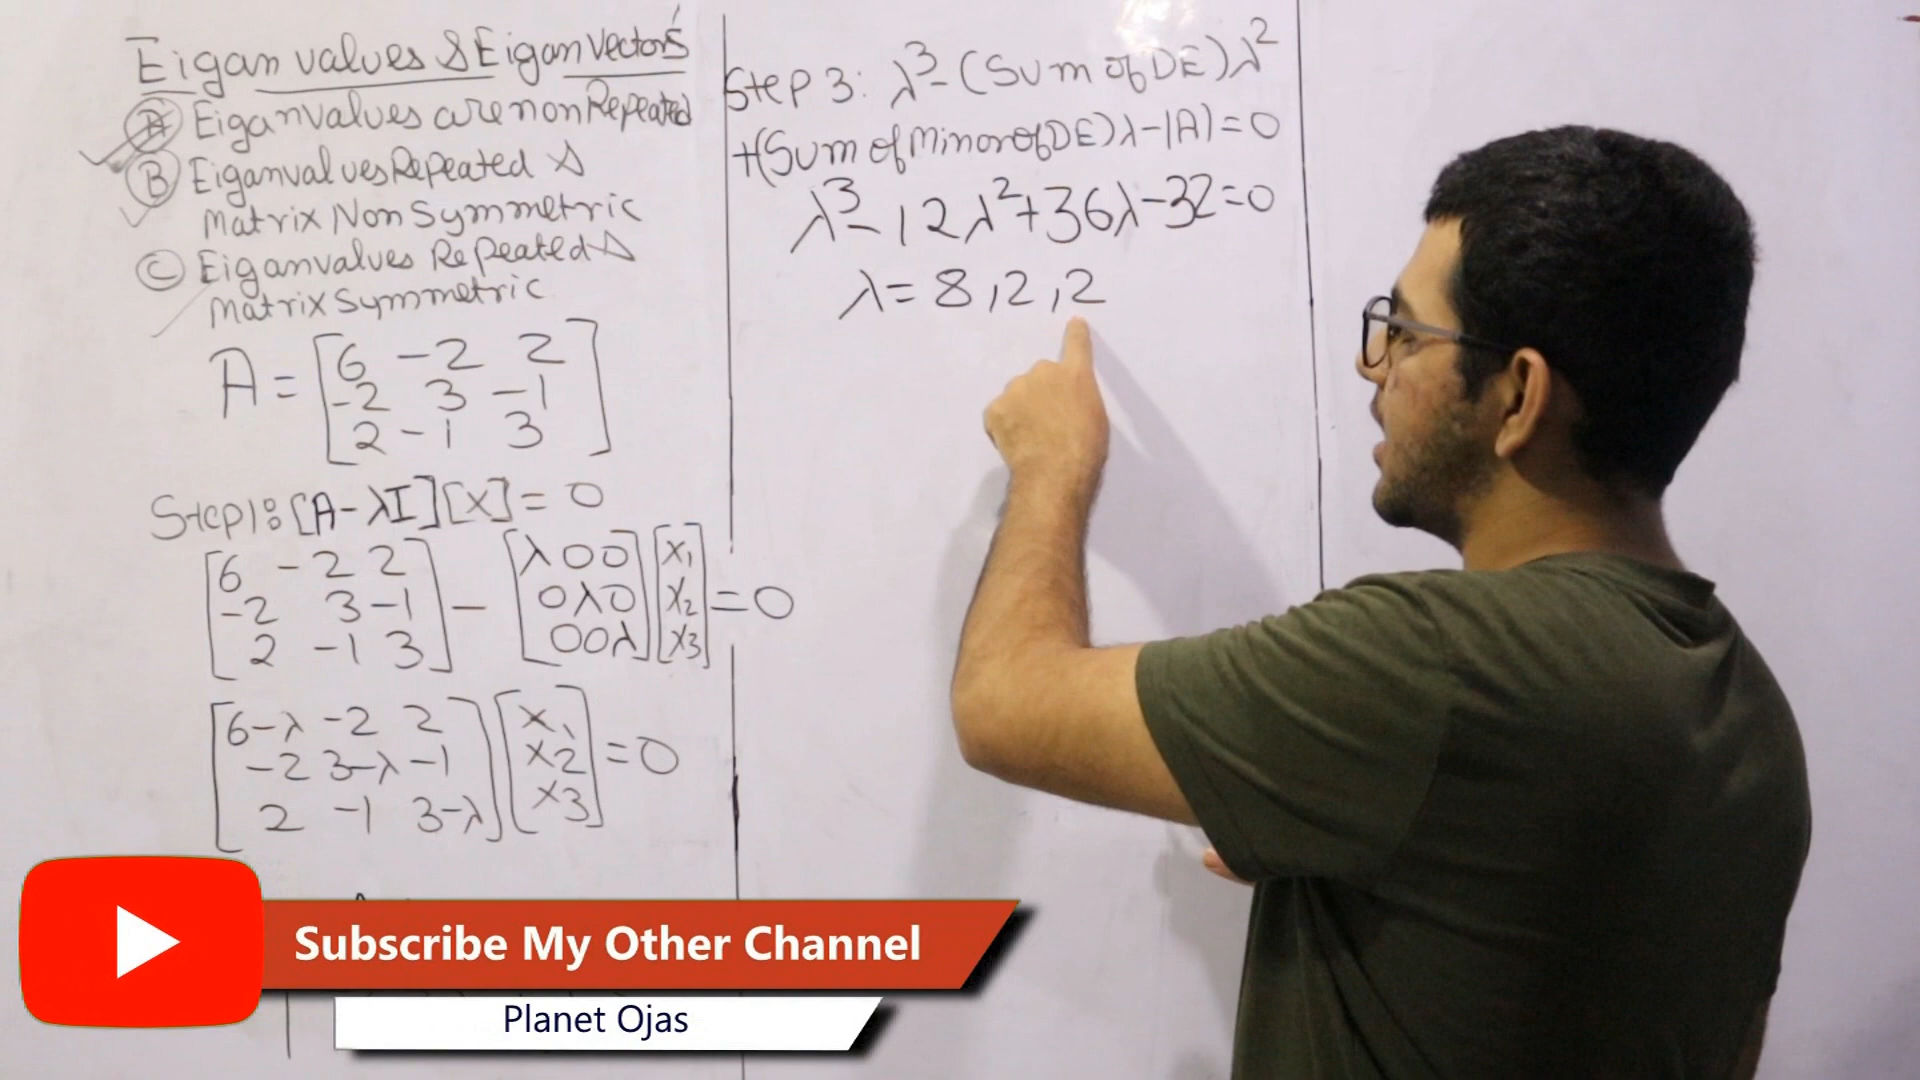 Eigan values & Eigan Vectors
A Eiganvalues are non Repeated
B Eiganvalues Repeated &
Matrix Non Symmetric
C Eiganvalues Repeated &
Matrix Symmetric
A = [6 -2 2
-2 3 -1
2 -1 3]
Step 1: [A-λI][X] = 0
[6 -2 2] - [λ 0 0] [x1]
[-2 3 -1] [0 λ 0] [x2] = 0
[2 -1 3] [0 0 λ] [x3]
[6-λ -2 2] [x1]
[-2 3-λ -1] [x2] = 0
[2 -1 3-λ] [x3]
Step 3: λ³-(Sum of DE)λ²
+(Sum of Minor of DE)λ-|A|=0
λ³-12λ²+36λ-32=0
λ=8,2,2
Subscribe My Other Channel
Planet Ojas